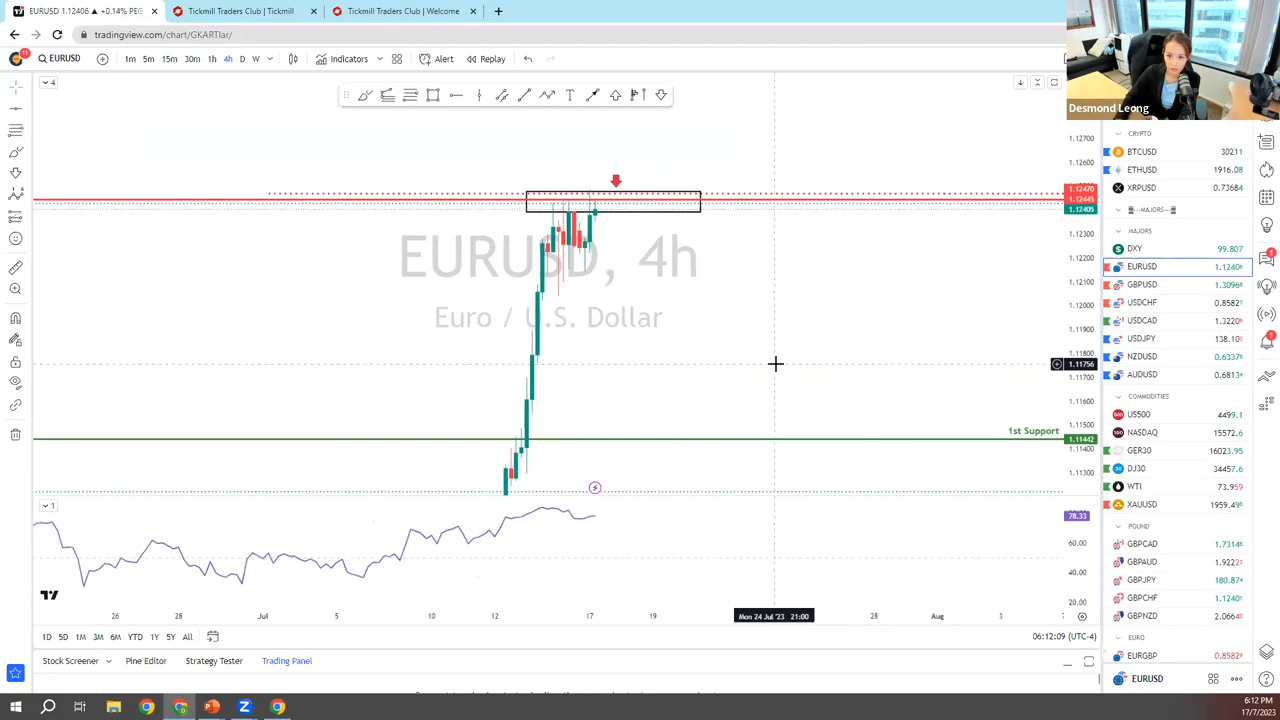 EURUSD 1.12406 ▲ +0.14% PEG
Tickmill Traders Club | Tickmill
Tickmill Traders Club | Welcome
tradingview.com/chart/GKARTIar/
11
EURUSD
1m 5m 15m 30m 1h 4h D W
Indicators
Alert
Replay
Desmond Leong
4
EURUSD, 4h
Euro / U.S. Dollar
1st Support
1.12700
1.12600
1.12470
1.12445
1.12405
1.12300
1.12200
1.12100
1.12000
1.11900
1.11800
1.11756
1.11700
1.11600
1.11500
1.11442
1.11400
1.11300
1
78.33
60.00
40.00
20.00
26 28 Jul 5 10 12 17 19 Mon 24 Jul '23 21:00 28 Aug 3
1D 5D 1M 3M 6M YTD 1Y 5Y All
06:12:09 (UTC-4)
Stock Screener
Pine Editor
Strategy Tester
Trading Panel
CRYPTO
BTCUSD 30211
ETHUSD 1916.08
XRPUSD 0.73684
MAJORS
MAJORS
DXY 99.807
EURUSD 1.12406
GBPUSD 1.3096
USDCHF 0.8582
USDCAD 1.3220
USDJPY 138.10
NZDUSD 0.6337
AUDUSD 0.6813
COMMODITIES
US500 4499.1
NASDAQ 15572.6
GER30 16023.95
DJ30 34457.6
WTI 73.959
XAUUSD 1959.495
POUND
GBPCAD 1.7314
GBPAUD 1.9222
GBPJPY 180.874
GBPCHF 1.1240
GBPNZD 2.0664
EURO
EURGBP 0.8582
EURUSD
6:12 PM
17/7/2023